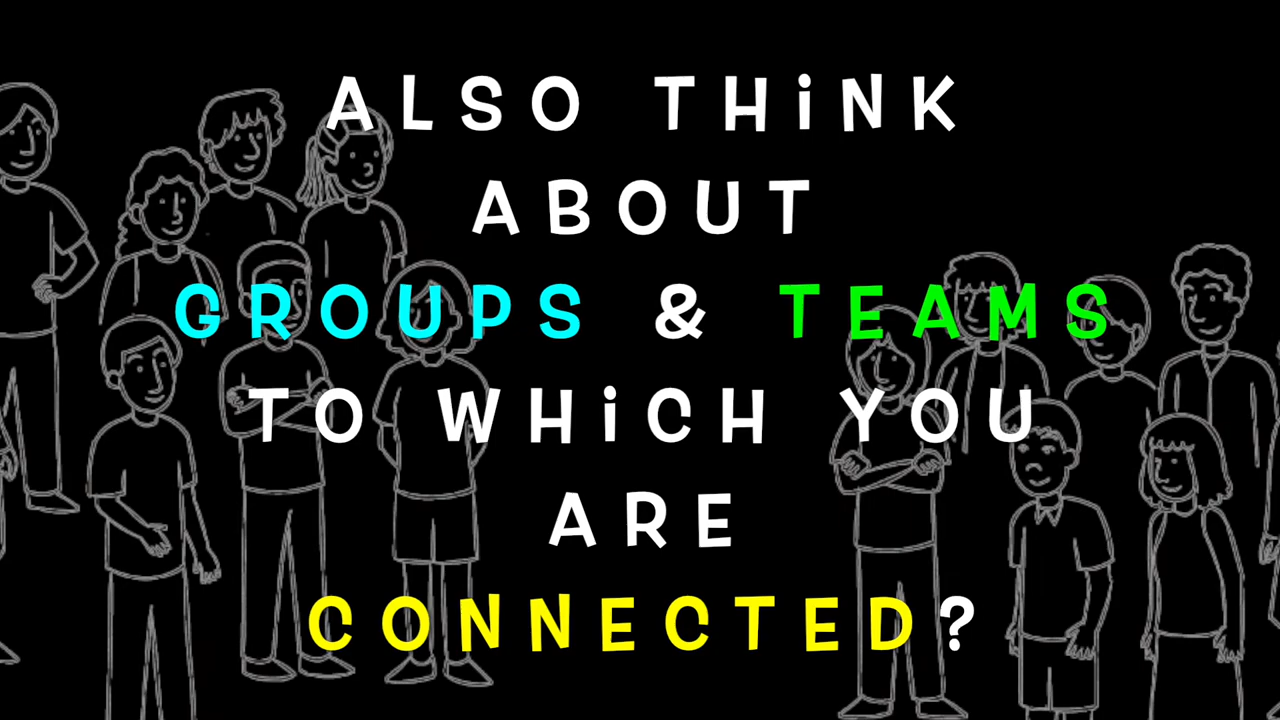 ALSO THiNK
ABOUT
GROUPS & TEAMS
TO WHiCH YOU
ARE
CONNECTED?